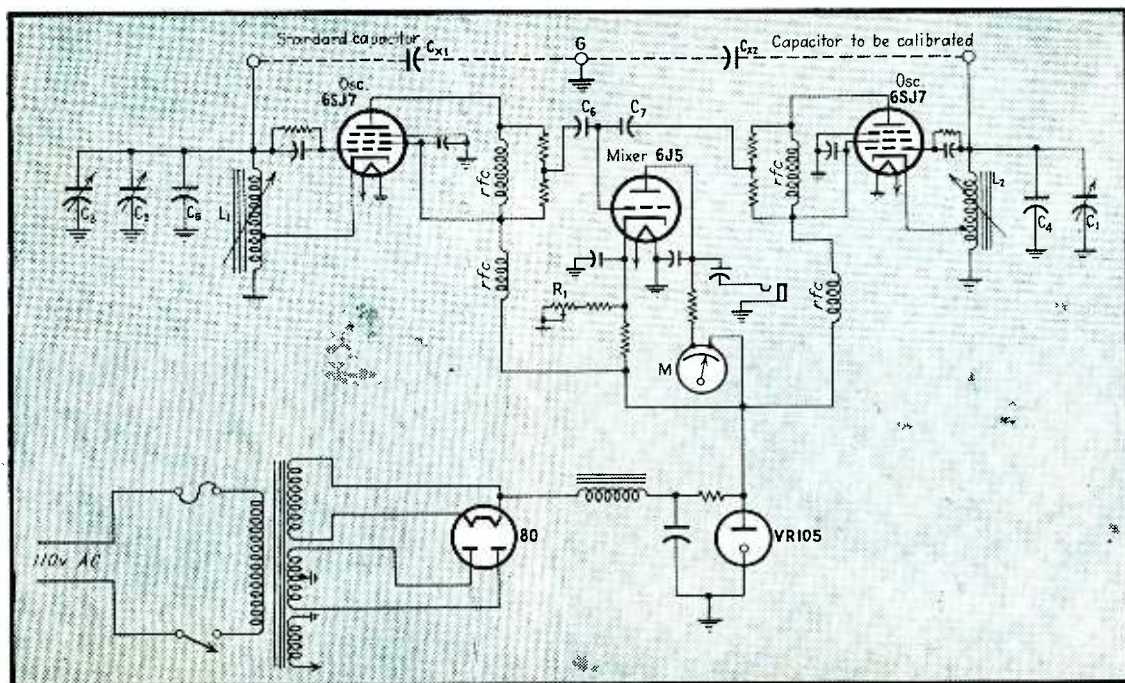 Standard capacitor
CX1
G
CX2
Capacitor to be calibrated
Osc.
6SJ7
C6
C7
Osc.
6SJ7
Mixer 6J5
rfc
rfc
C3
C2
C5
L1
L2
C4
C1
rfc
rfc
R1
M
110v AC
80
VR105